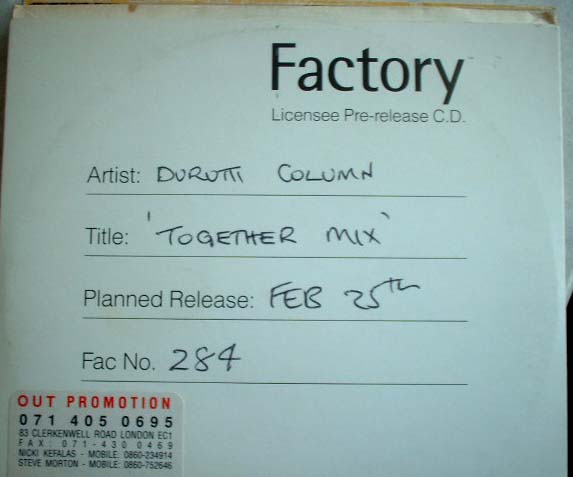 Factory
Licensee Pre-release C.D.
Artist: DURUTTI COLUMN
Title: 'TOGETHER MIX'
Planned Release: FEB 25th
Fac No. 284
OUT PROMOTION
071 405 0695
83 CLERKENWELL ROAD LONDON EC1
FAX: 071-430 0469
NICKI KEFALAS - MOBILE: 0860-234914
STEVE MORTON - MOBILE: 0860-752646